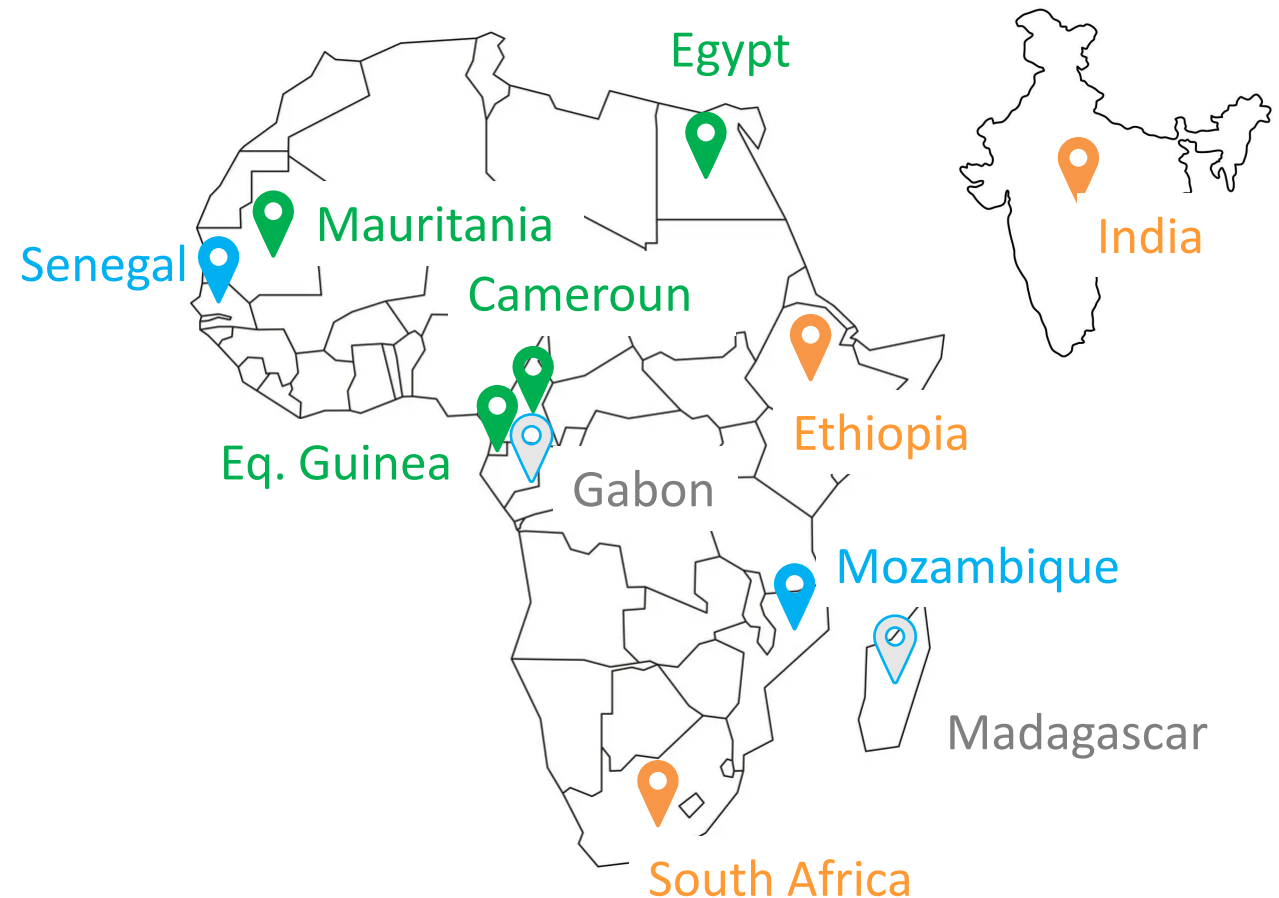 Egypt
Mauritania
India
Senegal
Cameroun
Ethiopia
Eq. Guinea
Gabon
Mozambique
Madagascar
South Africa